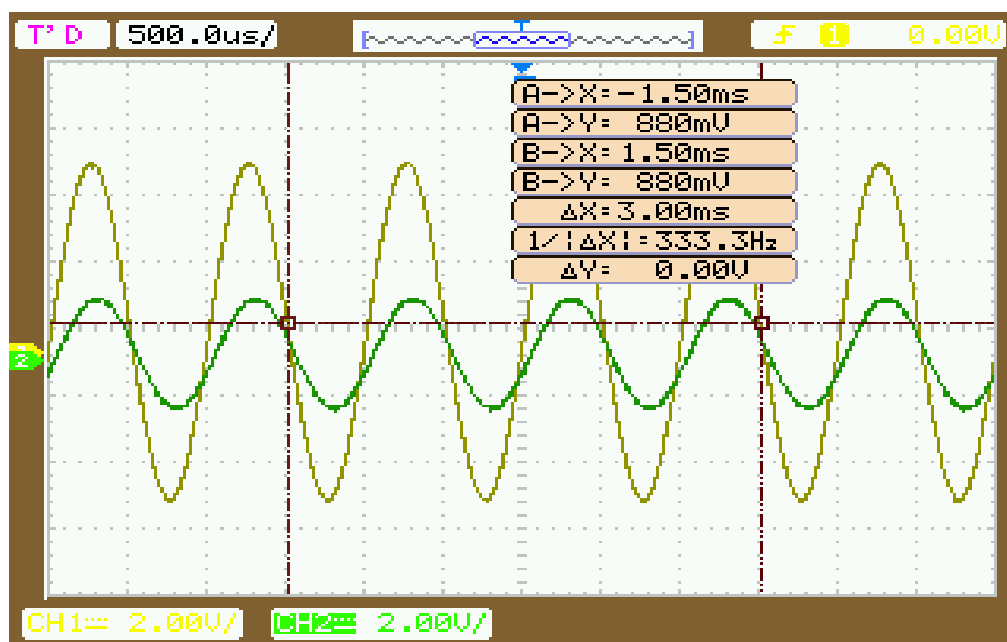 T'D 500.0us/ T ƒ 1 0.00V
A->X=-1.50ms
A->Y= 880mV
B->X=1.50ms
B->Y= 880mV
ΔX=3.00ms
1/|ΔX|=333.3Hz
ΔY= 0.00V
2
CH1 2.00V/ CH2 2.00V/